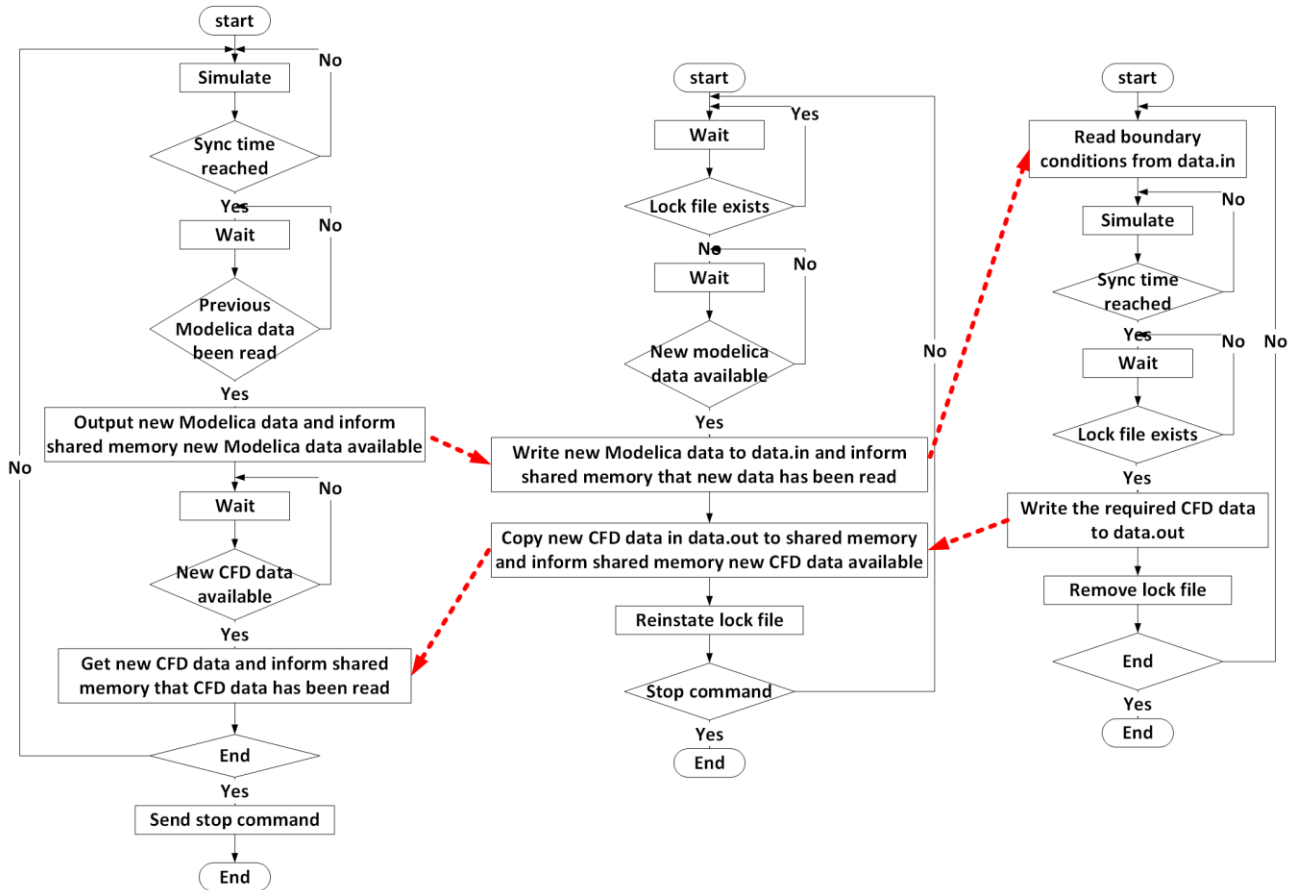 start
No
Simulate
Sync time
reached
Yes
No
Wait
Previous
Modelica data
been read
Yes
Output new Modelica data and inform
shared memory new Modelica data available
No
No
Wait
New CFD data
available
Yes
Get new CFD data and inform shared
memory that CFD data has been read
End
Yes
Send stop command
End
start
Yes
Wait
Lock file exists
No
No
Wait
New modelica
data available
No
Yes
Write new Modelica data to data.in and inform
shared memory that new data has been read
Copy new CFD data in data.out to shared memory
and inform shared memory new CFD data available
Reinstate lock file
Stop command
Yes
End
start
Read boundary
conditions from data.in
No
Simulate
Sync time
reached
Yes
No
No
Wait
Lock file exists
Yes
Write the required CFD data
to data.out
Remove lock file
End
Yes
End